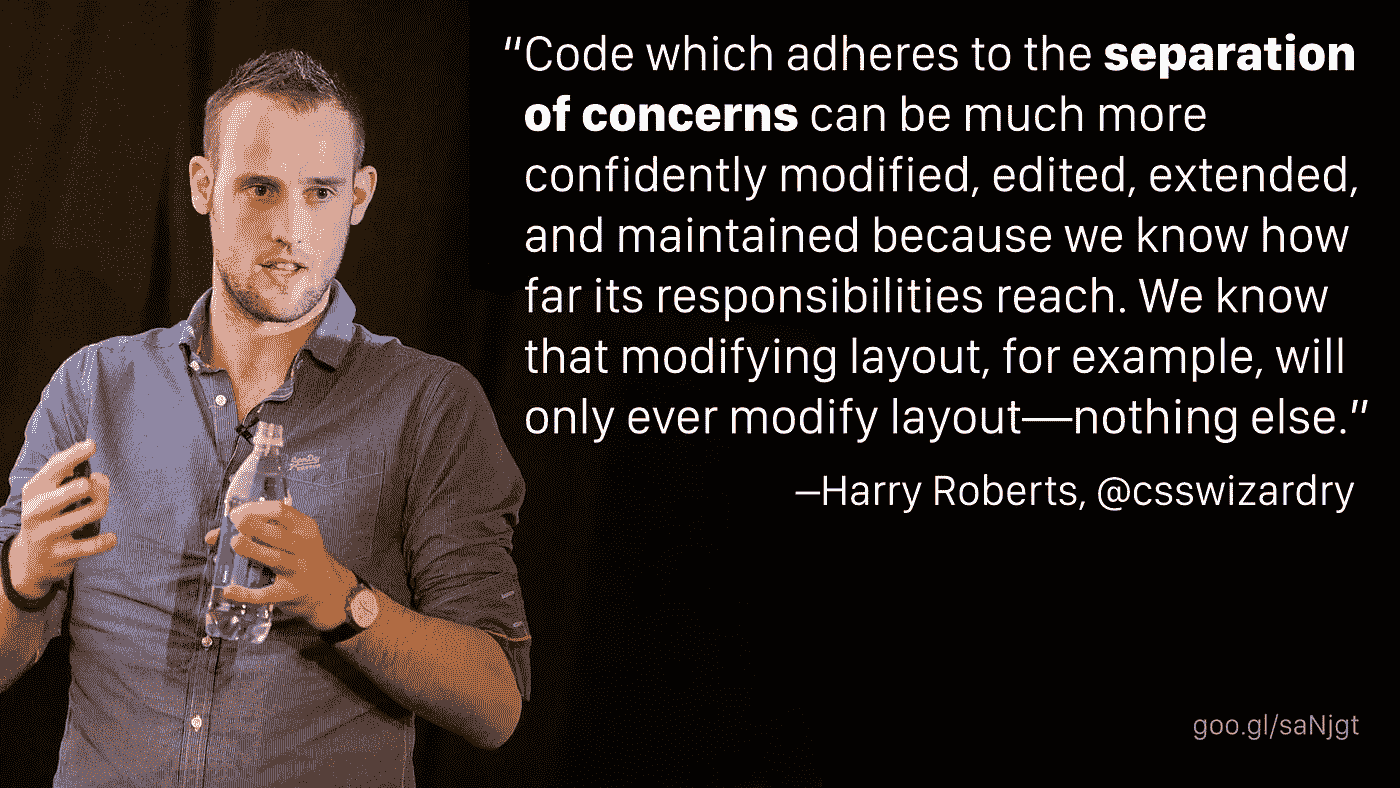 “Code which adheres to the separation
of concerns can be much more
confidently modified, edited, extended,
and maintained because we know how
far its responsibilities reach. We know
that modifying layout, for example, will
only ever modify layout—nothing else.”
–Harry Roberts, @csswizardry
goo.gl/saNjgt